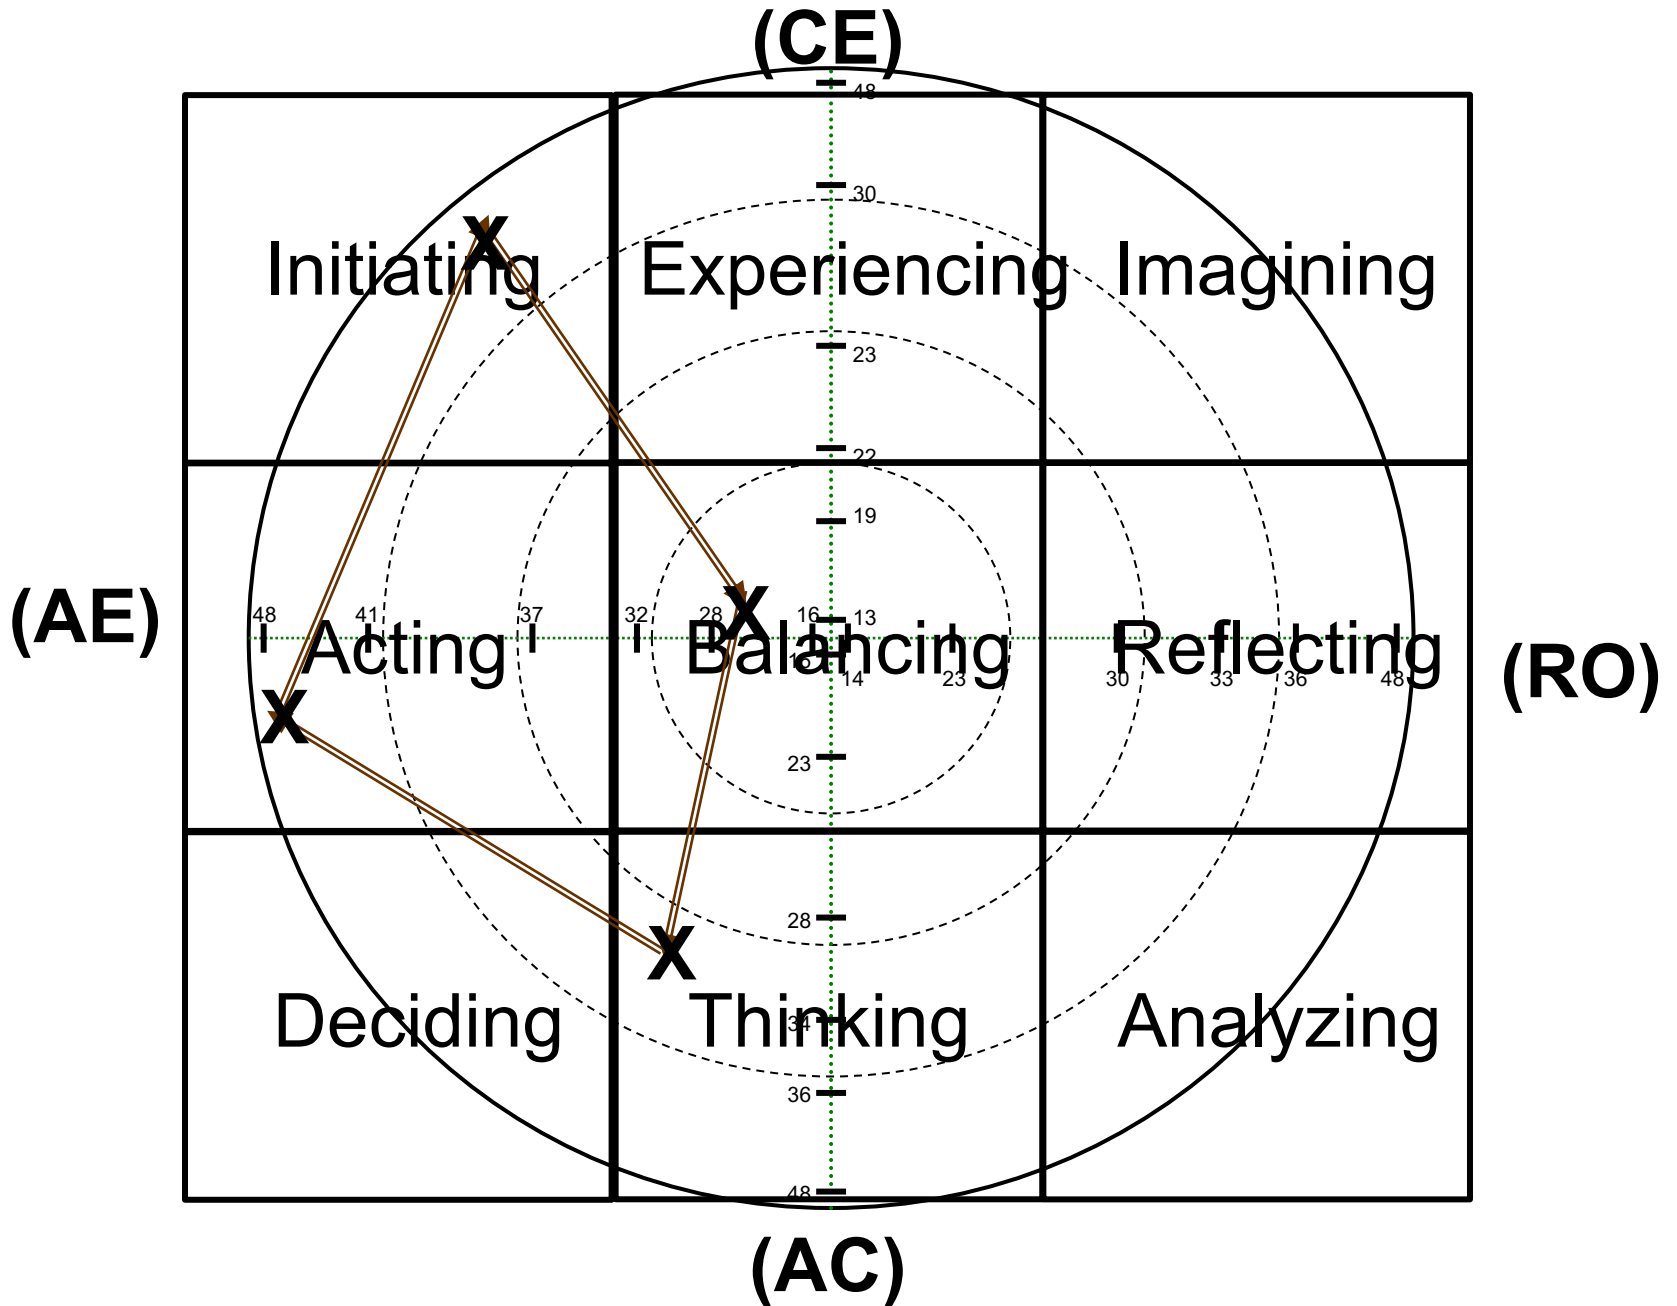 (CE)
48
30
X
Initiating
Experiencing
Imagining
23
22
19
X
48
41
37
32
28
16
13
(AE)
Acting
Balancing
Reflecting
(RO)
14
23
30
33
36
48
X
23
28
X
Deciding
Thinking
Analyzing
34
36
48
(AC)